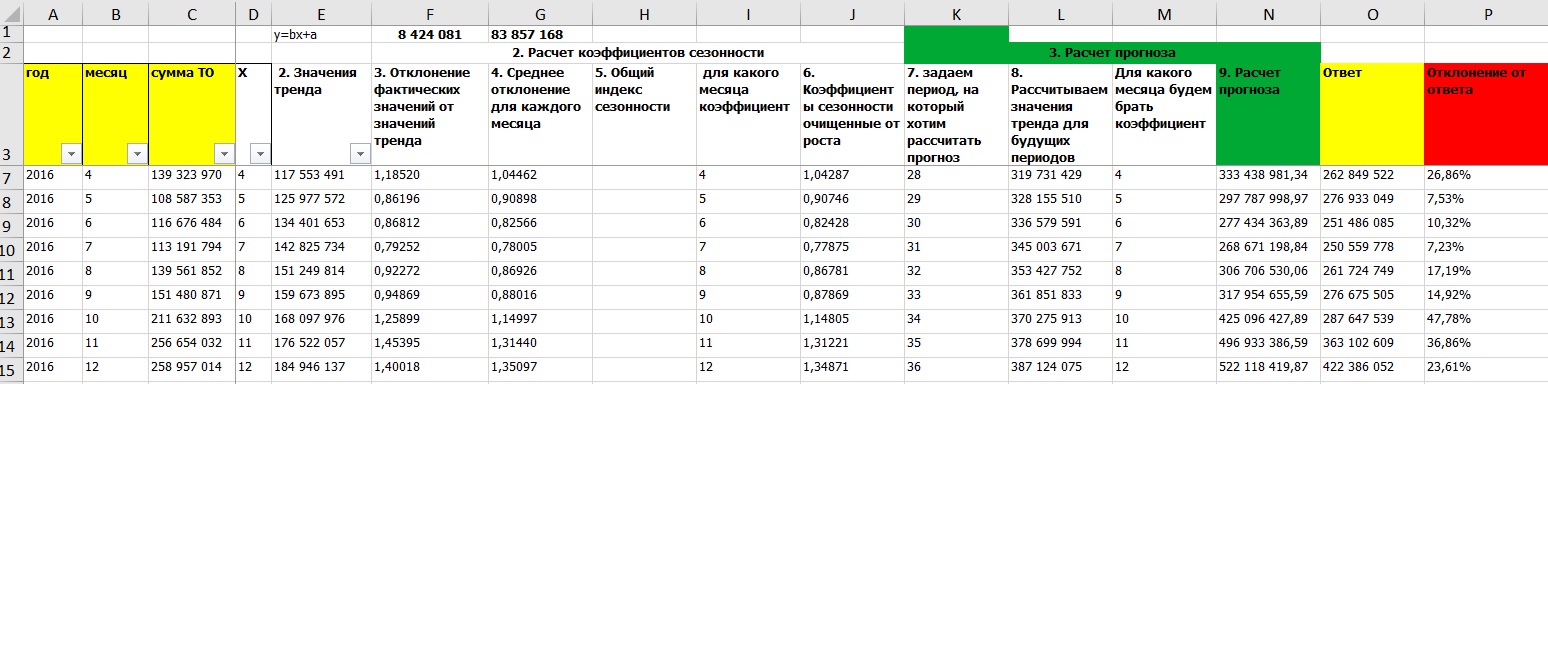 A B C D E F G H I J K L M N O P
1 y=bx+a 8 424 081 83 857 168
2 2. Расчет коэффициентов сезонности 3. Расчет прогноза
год месяц сумма ТО X 2. Значения 3. Отклонение 4. Среднее 5. Общий для какого 6. 7. задаем 8. Для какого 9. Расчет Ответ Отклонение от
тренда фактических отклонение индекс месяца Коэффициент период, на Рассчитываем месяца будем прогноза ответа
значений от для каждого сезонности коэффициент ы сезонности который значения брать
значений месяца очищенные от хотим тренда для коэффициент
тренда роста рассчитать будущих
3 прогноз периодов
7 2016 4 139 323 970 4 117 553 491 1,18520 1,04462 4 1,04287 28 319 731 429 4 333 438 981,34 262 849 522 26,86%
8 2016 5 108 587 353 5 125 977 572 0,86196 0,90898 5 0,90746 29 328 155 510 5 297 787 998,97 276 933 049 7,53%
9 2016 6 116 676 484 6 134 401 653 0,86812 0,82566 6 0,82428 30 336 579 591 6 277 434 363,89 251 486 085 10,32%
10 2016 7 113 191 794 7 142 825 734 0,79252 0,78005 7 0,77875 31 345 003 671 7 268 671 198,84 250 559 778 7,23%
11 2016 8 139 561 852 8 151 249 814 0,92272 0,86926 8 0,86781 32 353 427 752 8 306 706 530,06 261 724 749 17,19%
12 2016 9 151 480 871 9 159 673 895 0,94869 0,88016 9 0,87869 33 361 851 833 9 317 954 655,59 276 675 505 14,92%
13 2016 10 211 632 893 10 168 097 976 1,25899 1,14997 10 1,14805 34 370 275 913 10 425 096 427,89 287 647 539 47,78%
14 2016 11 256 654 032 11 176 522 057 1,45395 1,31440 11 1,31221 35 378 699 994 11 496 933 386,59 363 102 609 36,86%
15 2016 12 258 957 014 12 184 946 137 1,40018 1,35097 12 1,34871 36 387 124 075 12 522 118 419,87 422 386 052 23,61%